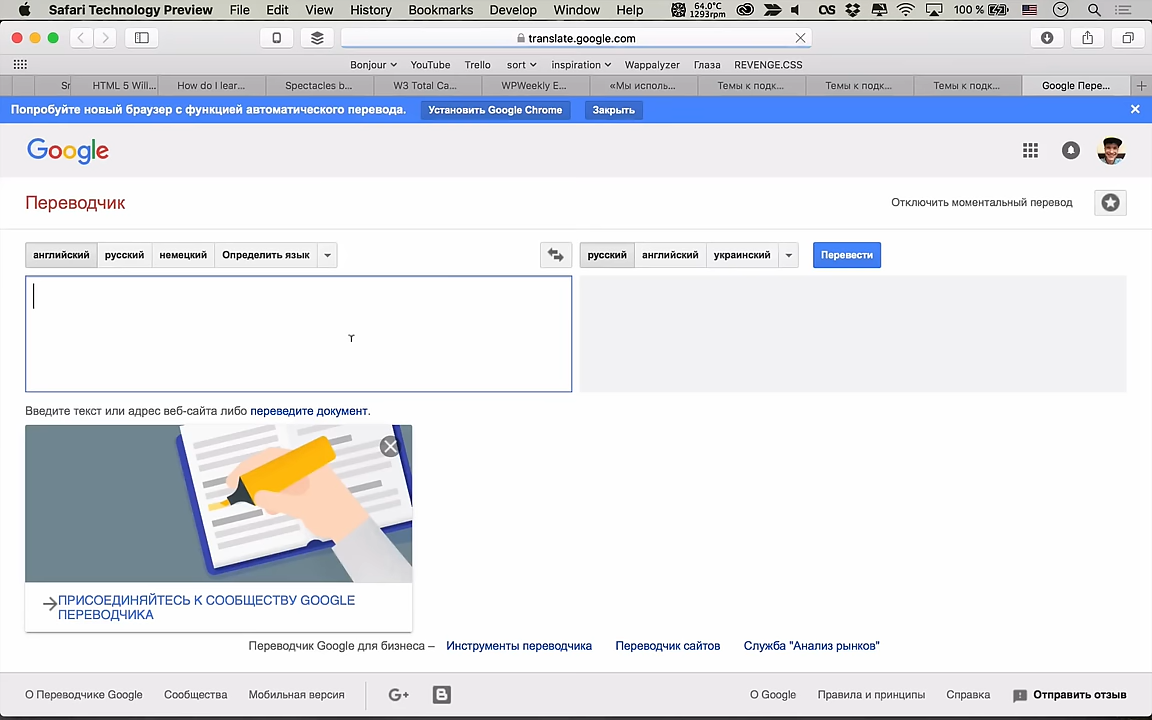 Safari Technology Preview File Edit View History Bookmarks Develop Window Help 64.0°C 1293rpm 100 %
translate.google.com
Bonjour YouTube Trello sort inspiration Wappalyzer Глаза REVENGE.CSS
Sr HTML 5 Will... How do I lear... Spectacles b... W3 Total Ca... WPWeekly E... «Мы исполь... Темы к подк... Темы к подк... Темы к подк... Google Пере...
Попробуйте новый браузер с функцией автоматического перевода. Установить Google Chrome Закрыть
Google
Переводчик Отключить моментальный перевод
английский русский немецкий Определить язык русский английский украинский Перевести
Введите текст или адрес веб-сайта либо переведите документ.
ПРИСОЕДИНЯЙТЕСЬ К СООБЩЕСТВУ GOOGLE
ПЕРЕВОДЧИКА
Переводчик Google для бизнеса – Инструменты переводчика Переводчик сайтов Служба "Анализ рынков"
О Переводчике Google Сообщества Мобильная версия G+ B О Google Правила и принципы Справка Отправить отзыв